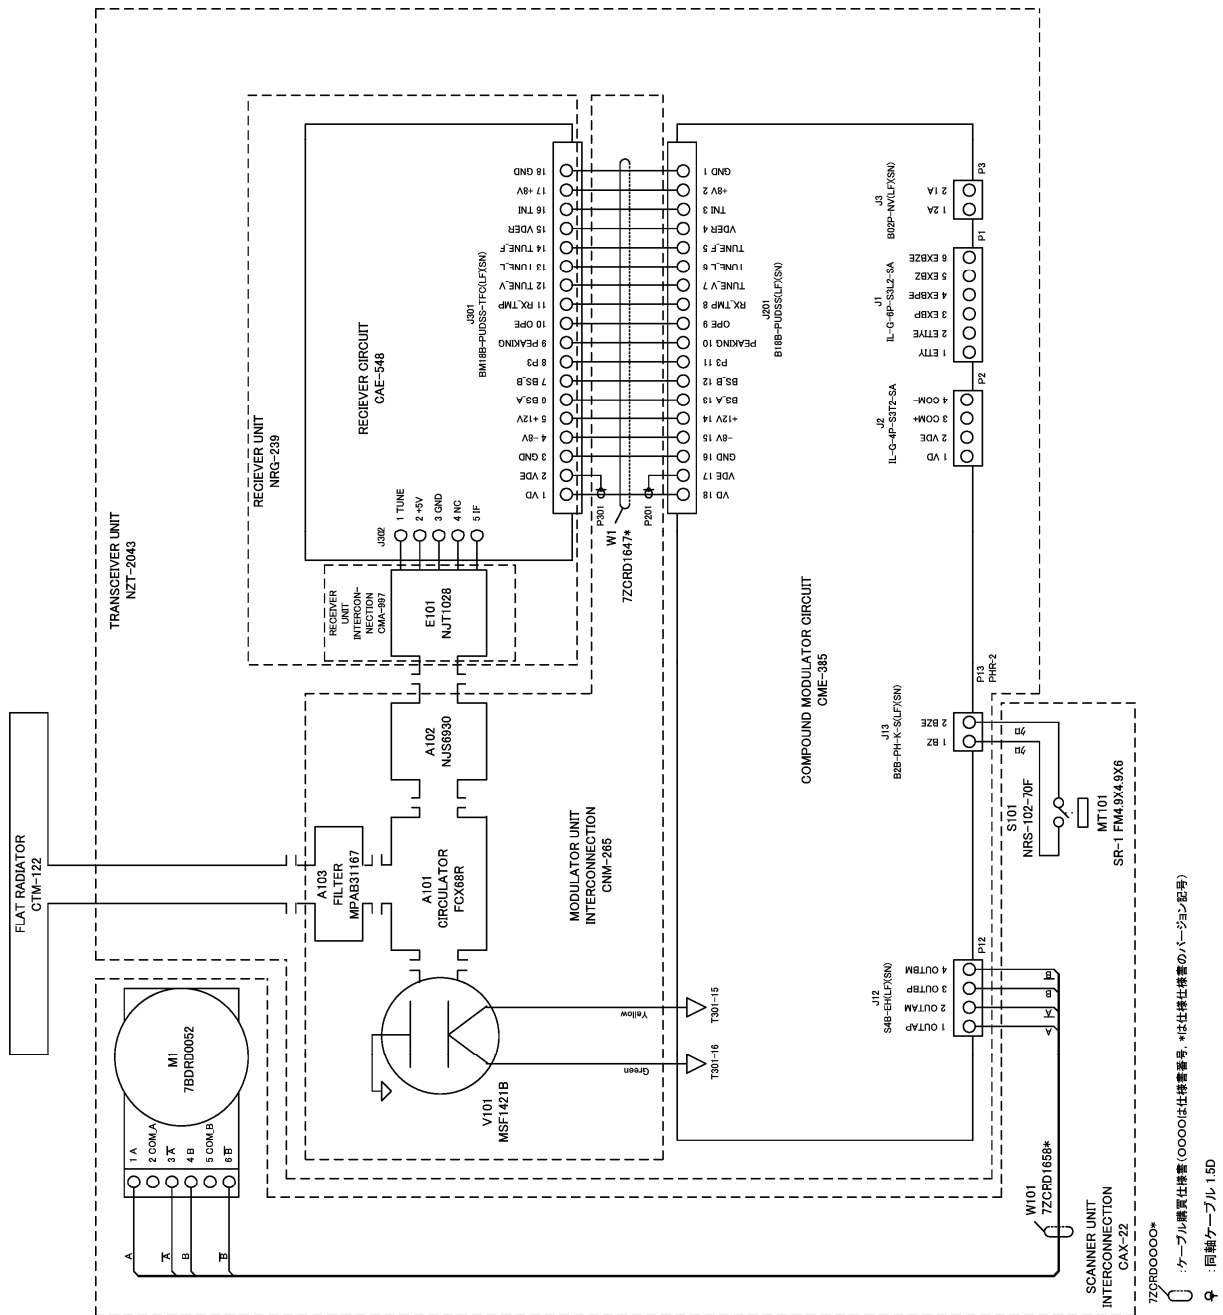 FLAT RADIATOR
CTM-122
TRANSCEIVER UNIT
NZT-2043
RECIEVER UNIT
NRG-239
RECIEVER CIRCUIT
CAE-548
J301
BM18B-PUDSS-TFC(LF)(SN)
18 GND
17 +8V
16 TNI
15 VDER
14 TUNE_F
13 TUNE_L
12 TUNE_V
11 RX_TMP
10 OPE
9 PEAKING
8 P3
7 BS_B
6 BS_A
5 +12V
4 -8V
3 GND
2 VDE
1 VD
J302
1 TUNE
2 +5V
3 GND
4 NC
5 IF
RECEIVER
UNIT
INTERCON-
NECTION
CMA-997
E101
NJT1028
P301
W1
7ZCRD1647*
P201
J201
B18B-PUDSS(LF)(SN)
GND 1
+8V 2
TNI 3
VDER 4
TUNE_F 5
TUNE_L 6
TUNE_V 7
RX_TMP 8
OPE 9
PEAKING 10
P3 11
BS_B 12
BS_A 13
+12V 14
-8V 15
GND 16
VDE 17
VD 18
COMPOUND MODULATOR CIRCUIT
CME-385
J3
B02P-NV(LF)(SN)
2 1A
1 2A
P3
J1
IL-G-6P-S3L2-SA
6 EXBZE
5 EXBZ
4 EXBPE
3 EXBP
2 ETIYE
1 ETIY
P1
J2
IL-G-4P-S3T2-SA
4 COM-
3 COM+
2 VDE
1 VD
P2
J13
B2B-PH-K-S(LF)(SN)
2 BZE
1 BZ
P13
PHR-2
クロ
クロ
S101
NRS-102-70F
MT101
SR-1 FM4.9X4.9X6
J12
S4B-EH(LF)(SN)
4 OUTBM
3 OUTBP
2 OUTAM
1 OUTAP
P12
B̅
B
A̅
A
A102
NJS6930
A103
FILTER
MPAB31167
A101
CIRCULATOR
FCX68R
MODULATOR UNIT
INTERCONNECTION
CNM-265
V101
MSF1421B
Yellow
T301-15
Green
T301-16
M1
7BDRD0052
1 A
2 COM_A
3 A̅
4 B
5 COM_B
6 B̅
A
A̅
B
B̅
W101
7ZCRD1658*
SCANNER UNIT
INTERCONNECTION
CAX-22
7ZCRDOOOO*
:ケーブル購買仕様書(OOOOは仕様書番号、*は仕様仕様書のバージョン記号)
:同軸ケーブル 1.5D